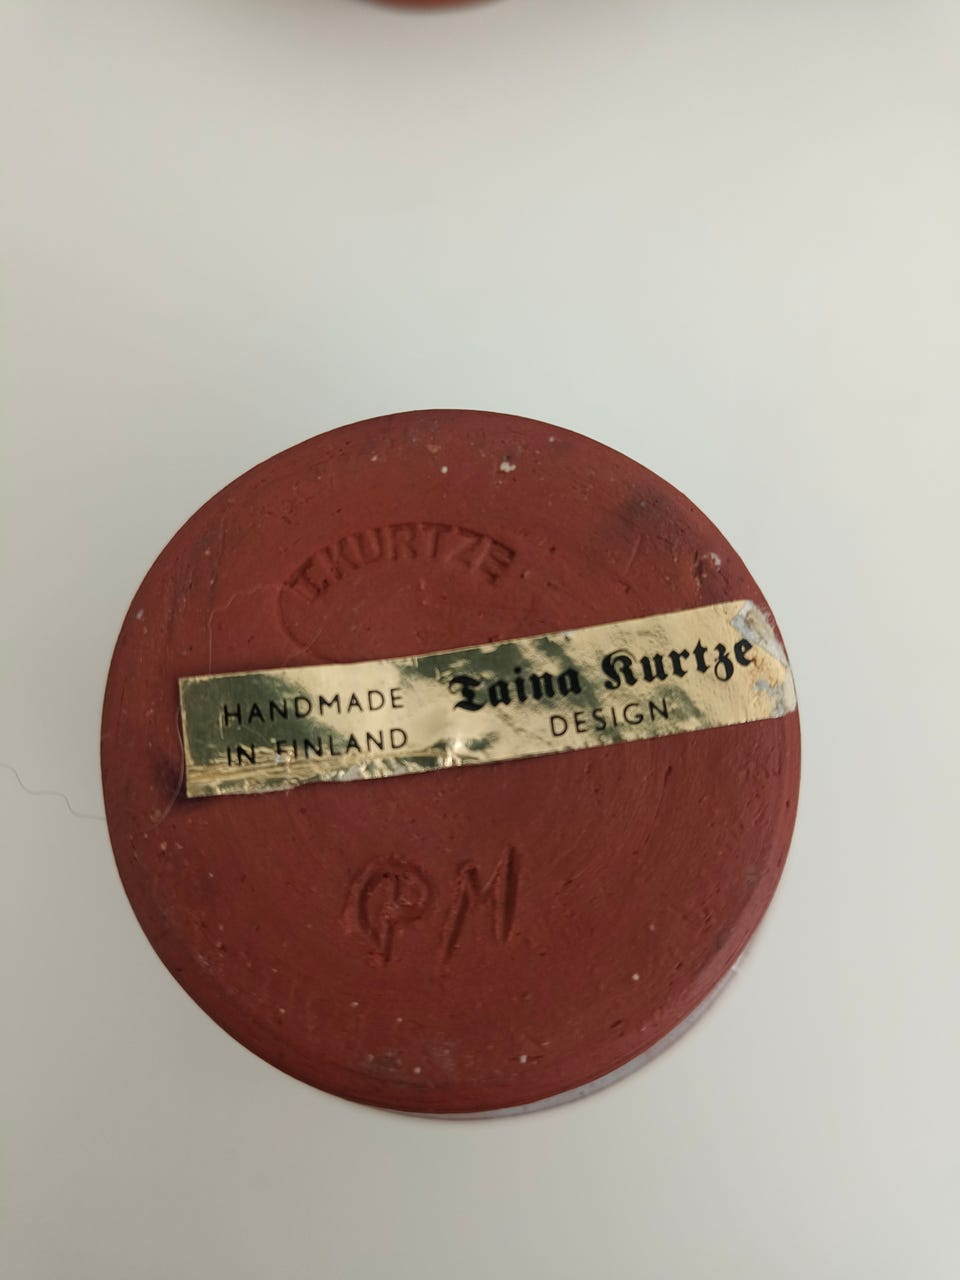 T.KURTZE
HANDMADE
IN FINLAND
Taina Kurtze
DESIGN
PM